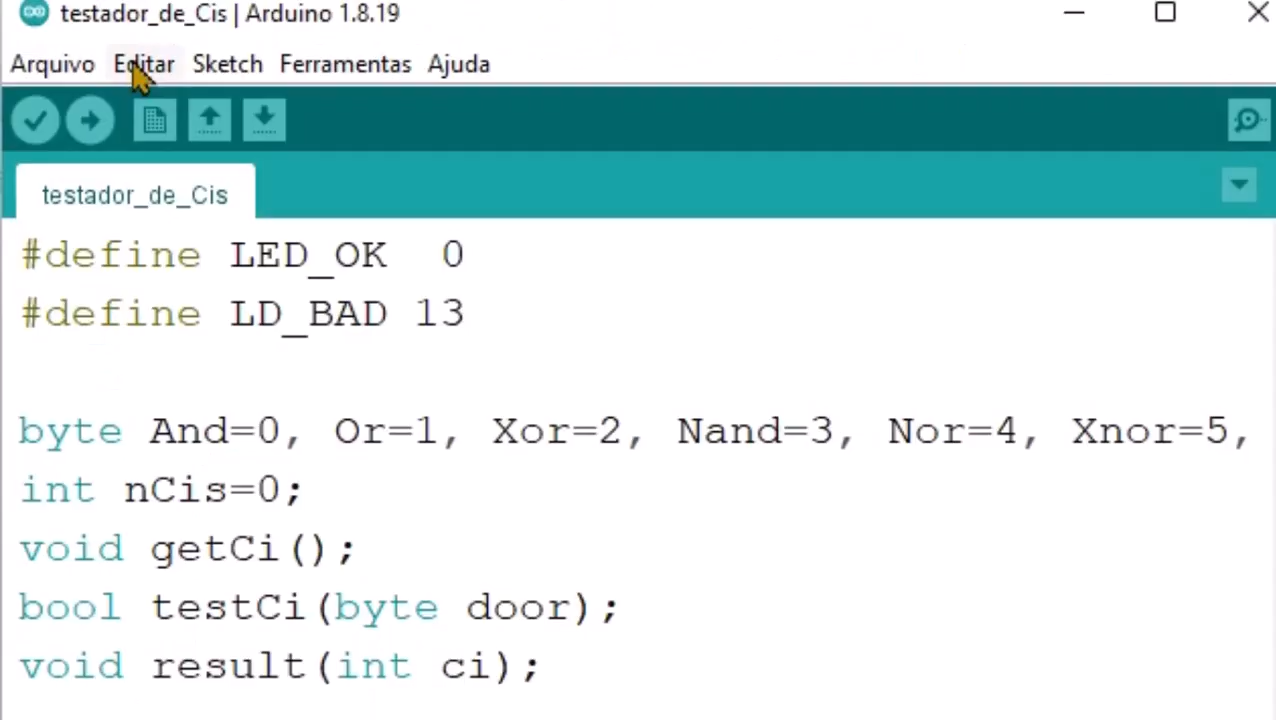 testador_de_Cis | Arduino 1.8.19
Arquivo Editar Sketch Ferramentas Ajuda
testador_de_Cis
#define LED_OK  0
#define LD_BAD 13
byte And=0, Or=1, Xor=2, Nand=3, Nor=4, Xnor=5,
int nCis=0;
void getCi();
bool testCi(byte door);
void result(int ci);